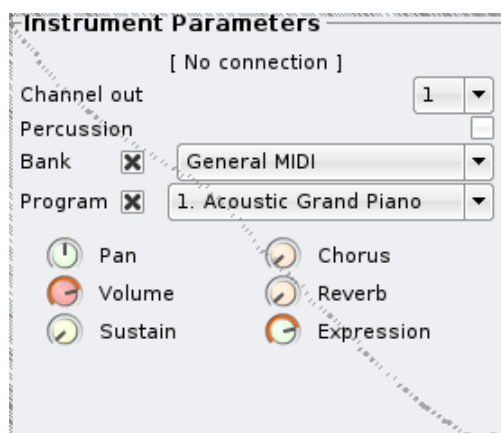 Instrument Parameters
[ No connection ]
Channel out 1
Percussion
Bank General MIDI
Program 1. Acoustic Grand Piano
Pan Chorus
Volume Reverb
Sustain Expression